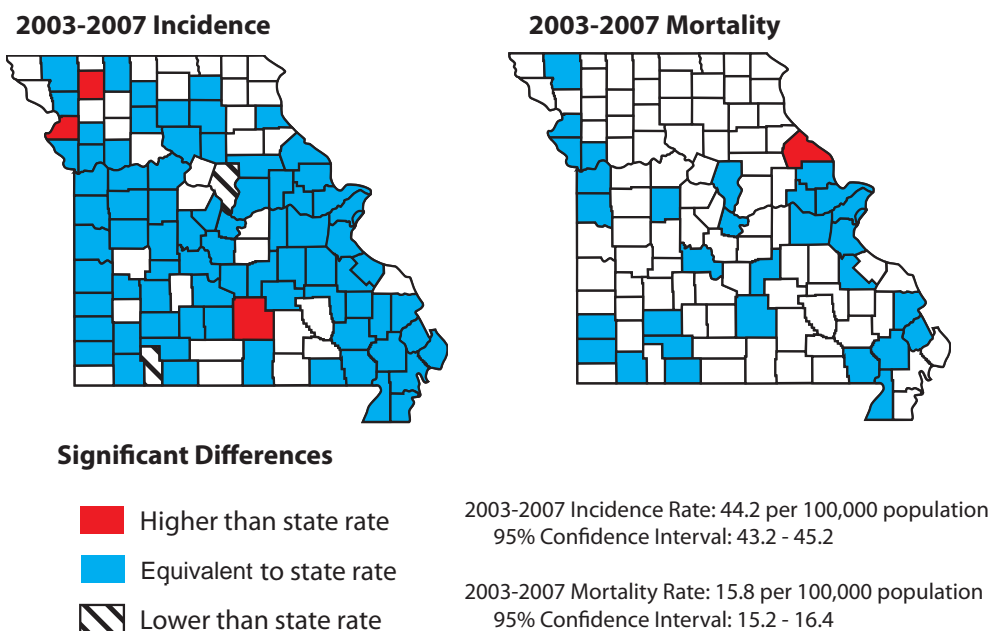 2003-2007 Incidence
2003-2007 Mortality
Significant Differences
Higher than state rate
Equivalent to state rate
Lower than state rate
2003-2007 Incidence Rate: 44.2 per 100,000 population
95% Confidence Interval: 43.2 - 45.2
2003-2007 Mortality Rate: 15.8 per 100,000 population
95% Confidence Interval: 15.2 - 16.4